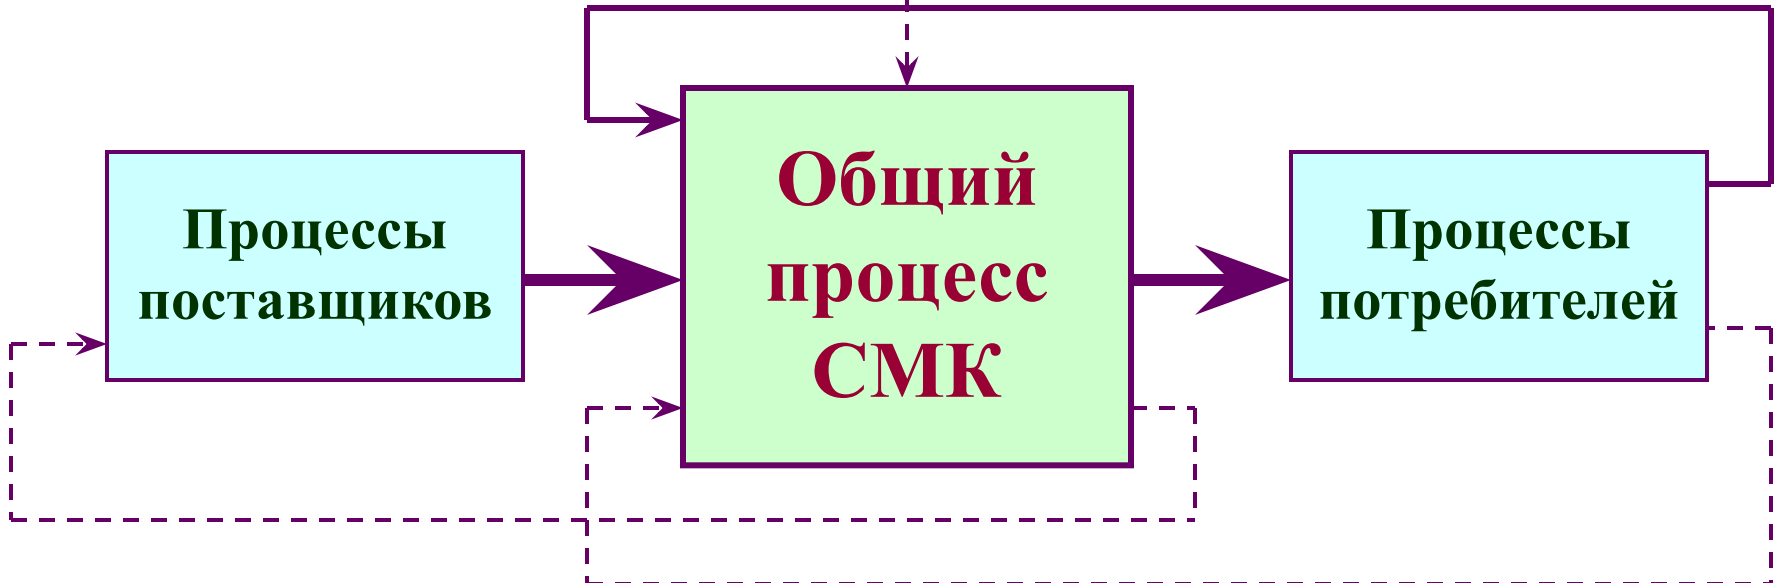 Процессы
поставщиков
Общий
процесс
СМК
Процессы
потребителей